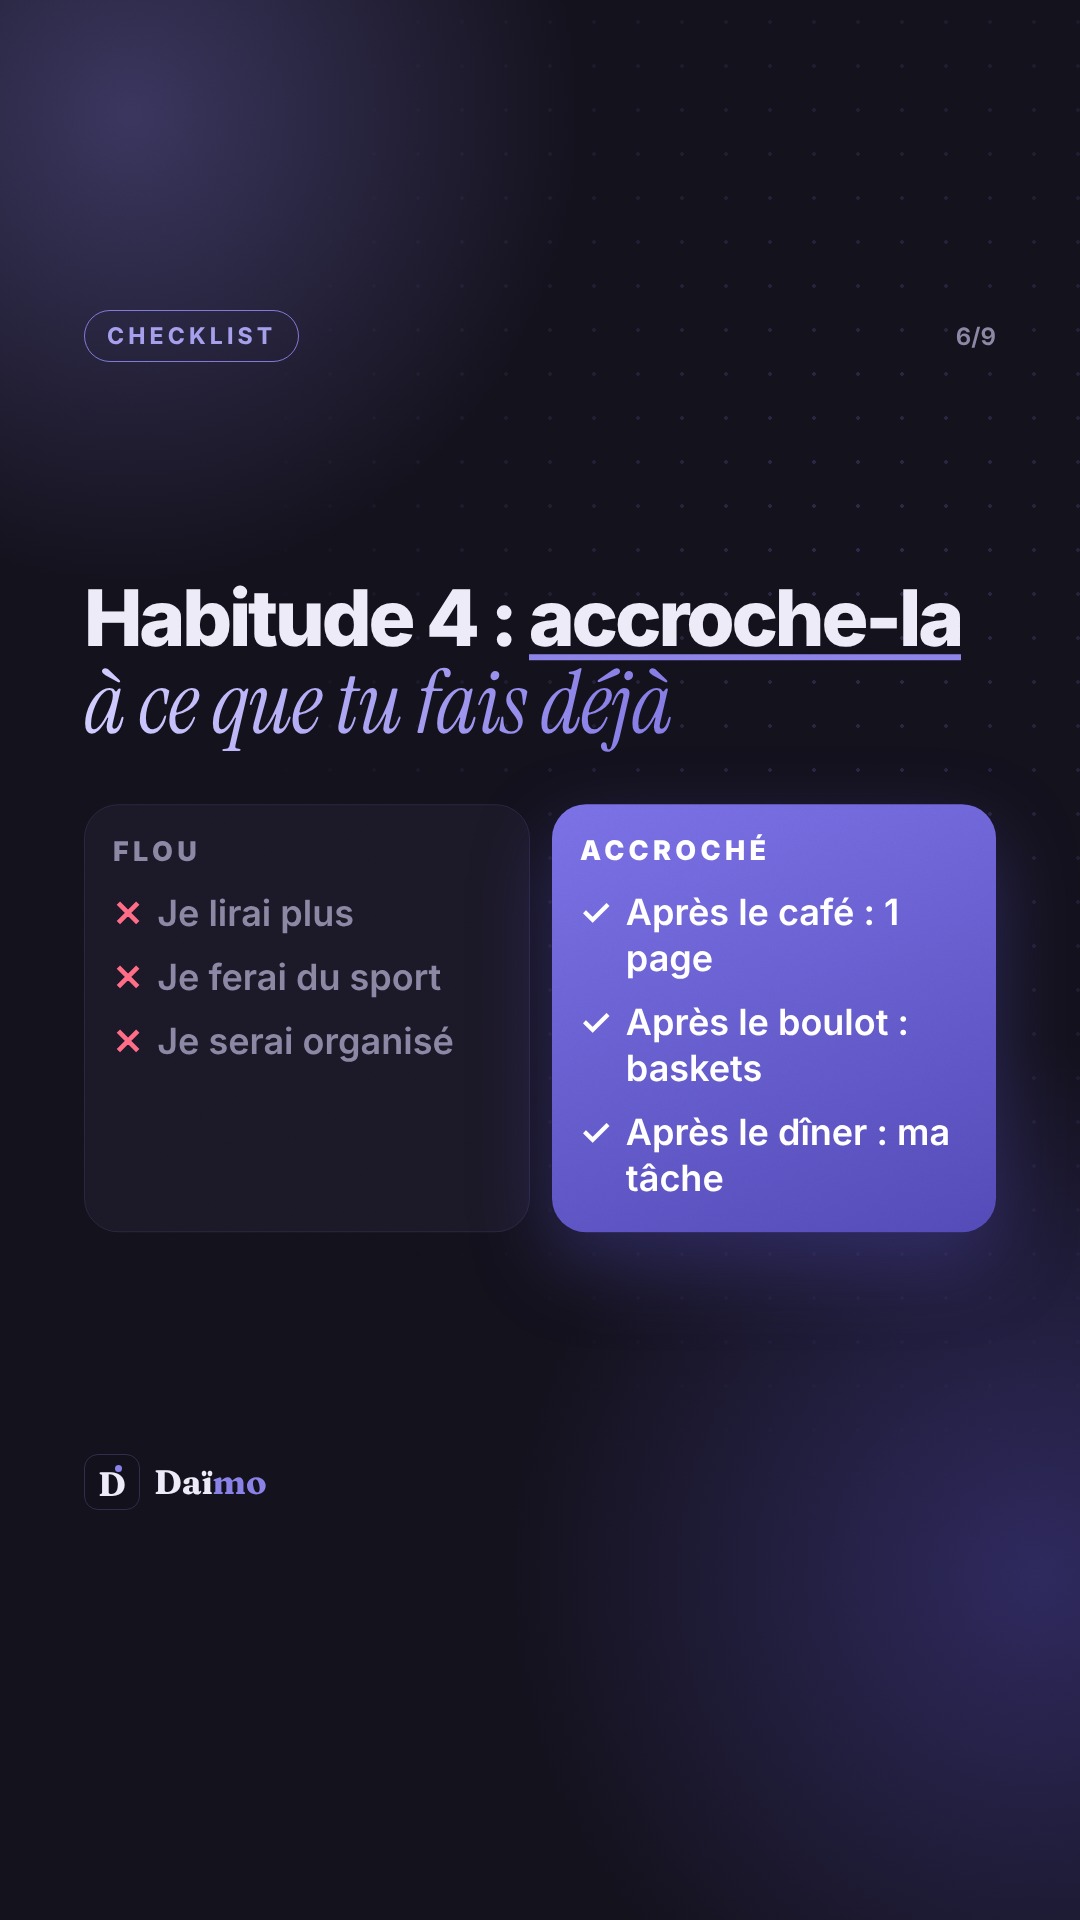 CHECKLIST
6/9
Habitude 4 : accroche-la
à ce que tu fais déjà
FLOU
✕ Je lirai plus
✕ Je ferai du sport
✕ Je serai organisé
ACCROCHÉ
✓ Après le café : 1
page
✓ Après le boulot :
baskets
✓ Après le dîner : ma
tâche
D Daïmo